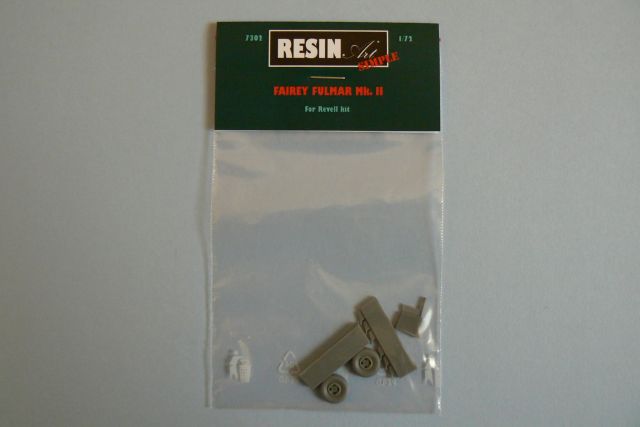 7302 RESIN Art 1/72
SIMPLE
FAIREY FULMAR Mk. II
For Revell kit